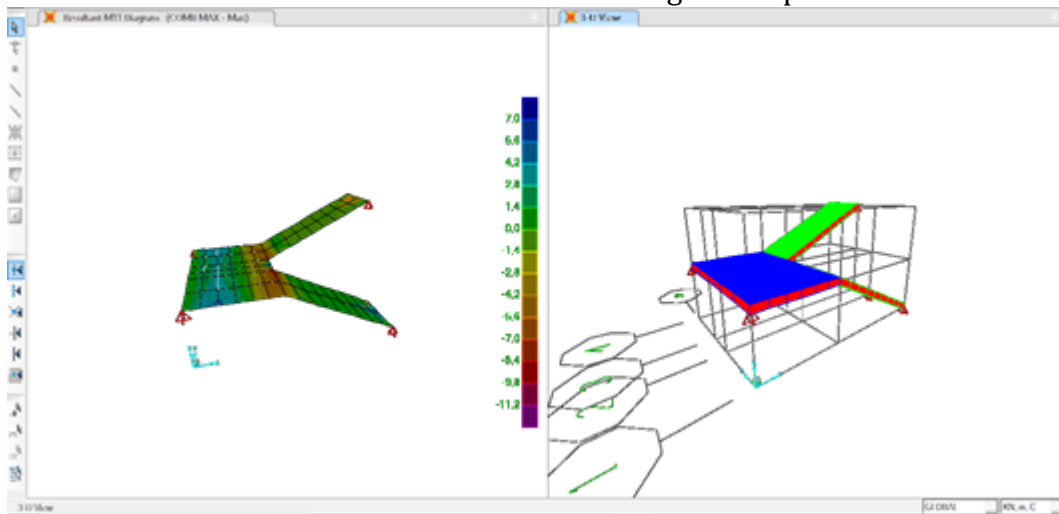 Resultant M11 Diagram (COMB MAX - Max)
3-D View
7,0
5,6
4,2
2,8
1,4
0,0
-1,4
-2,8
-4,2
-5,6
-7,0
-8,4
-9,8
-11,2
3-D View
GLOBAL
KN, m, C